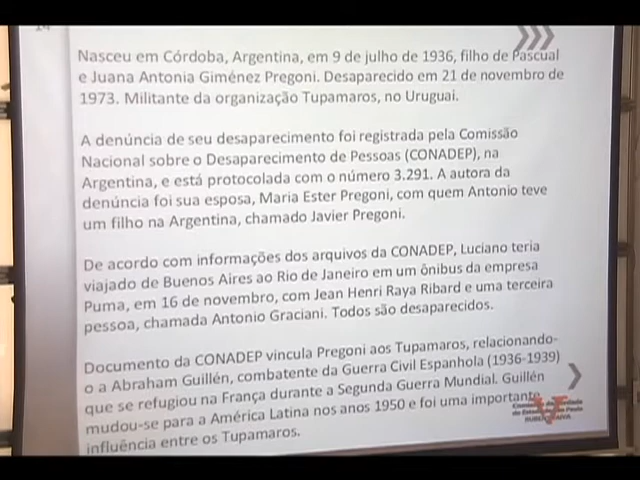 14
Nasceu em Córdoba, Argentina, em 9 de julho de 1936, filho de Pascual
e Juana Antonia Giménez Pregoni. Desaparecido em 21 de novembro de
1973. Militante da organização Tupamaros, no Uruguai.
A denúncia de seu desaparecimento foi registrada pela Comissão
Nacional sobre o Desaparecimento de Pessoas (CONADEP), na
Argentina, e está protocolada com o número 3.291. A autora da
denúncia foi sua esposa, Maria Ester Pregoni, com quem Antonio teve
um filho na Argentina, chamado Javier Pregoni.
De acordo com informações dos arquivos da CONADEP, Luciano teria
viajado de Buenos Aires ao Rio de Janeiro em um ônibus da empresa
Puma, em 16 de novembro, com Jean Henri Raya Ribard e uma terceira
pessoa, chamada Antonio Graciani. Todos são desaparecidos.
Documento da CONADEP vincula Pregoni aos Tupamaros, relacionando-
o a Abraham Guillén, combatente da Guerra Civil Espanhola (1936-1939)
que se refugiou na França durante a Segunda Guerra Mundial. Guillén
mudou-se para a América Latina nos anos 1950 e foi uma importante
influência entre os Tupamaros.